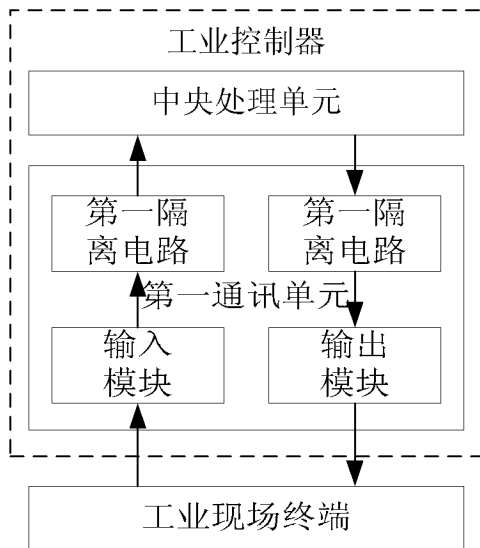 工业控制器
中央处理单元
第一隔
离电路
第一隔
离电路
第一通讯单元
输入
模块
输出
模块
工业现场终端